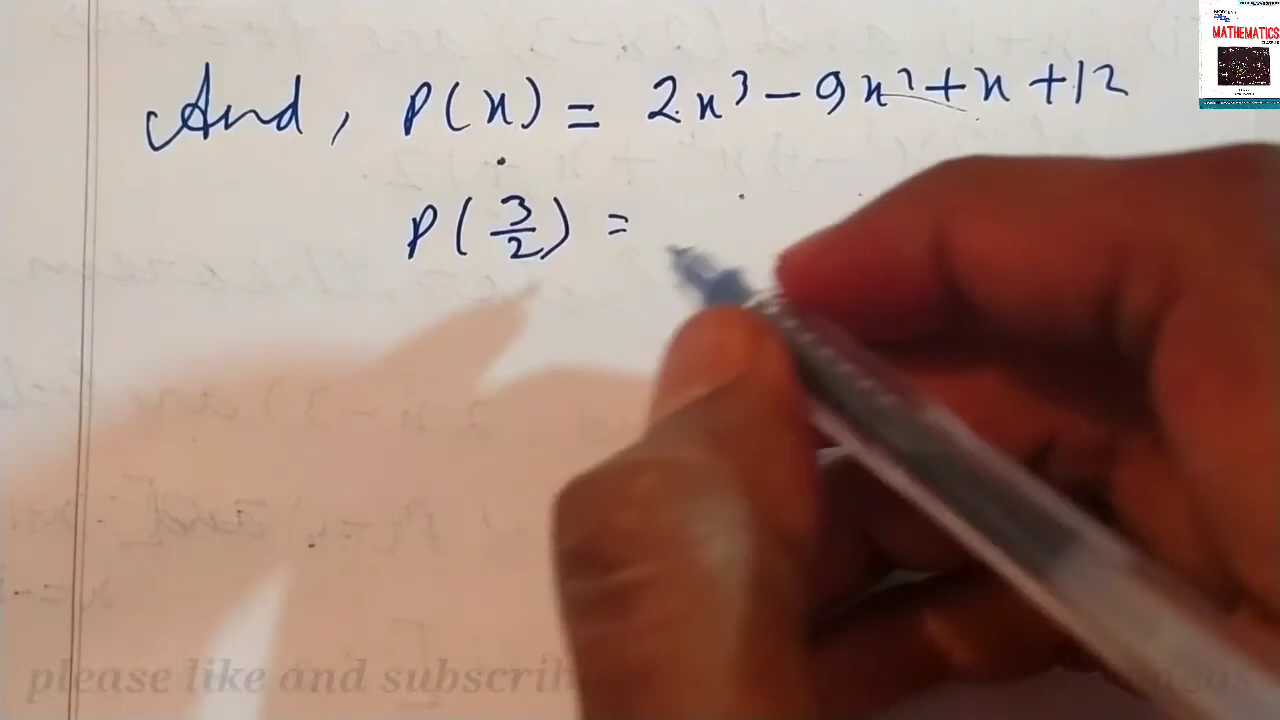 MATHEMATICS
And, P(x) = 2x³ - 9x² + x + 12
P(3/2) =
please like and subscrib